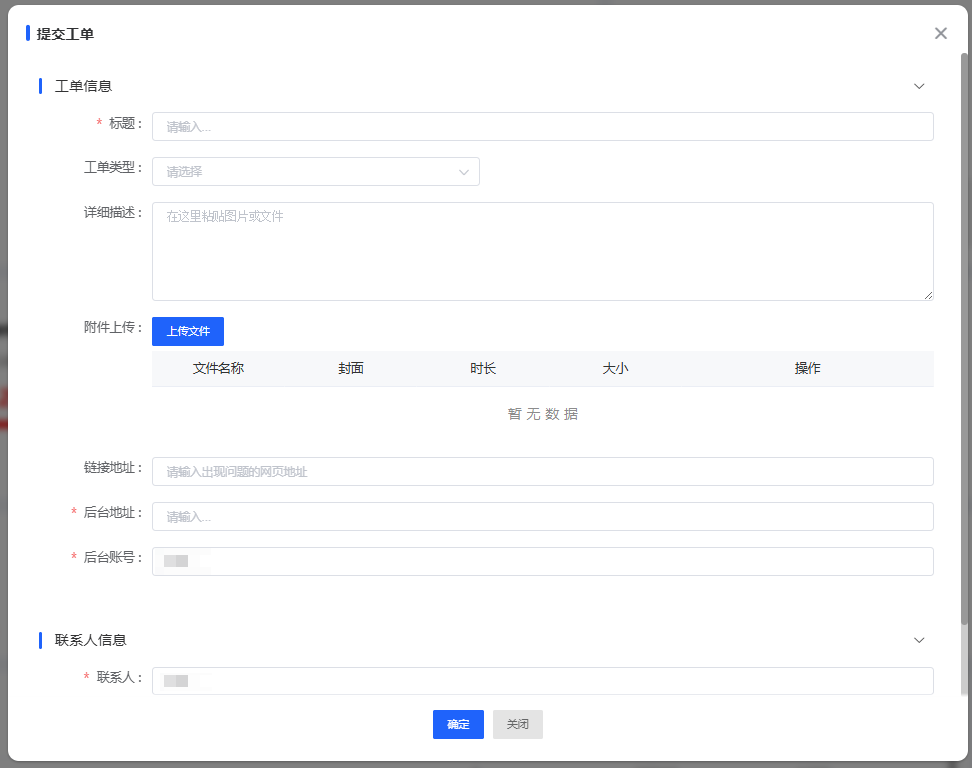 提交工单
工单信息
* 标题 : 请输入...
工单类型 : 请选择
详细描述 : 在这里粘贴图片或文件
附件上传 : 上传文件
文件名称 封面 时长 大小 操作
暂无数据
链接地址 : 请输入出现问题的网页地址
* 后台地址 : 请输入...
* 后台账号 :
联系人信息
* 联系人 :
确定 关闭